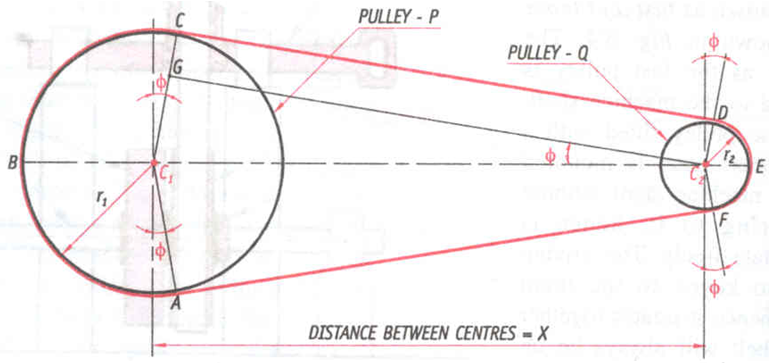 C
PULLEY - P
ϕ
G
ϕ
PULLEY - Q
D
B
C₁
ϕ
C₂
r₂
E
r₁
ϕ
F
A
ϕ
DISTANCE BETWEEN CENTRES = X